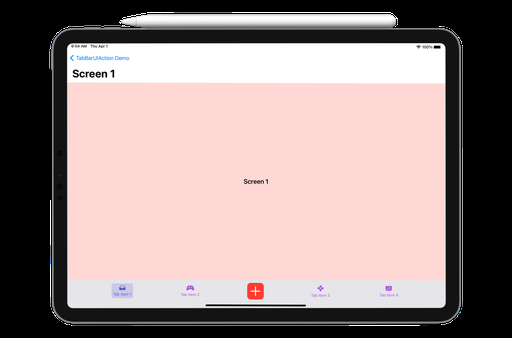 9:54 AM Thu Apr 1
100%
TabBarUIAction Demo
Screen 1
Screen 1
Tab Item 1
Tab Item 2
Tab Item 3
Tab Item 4